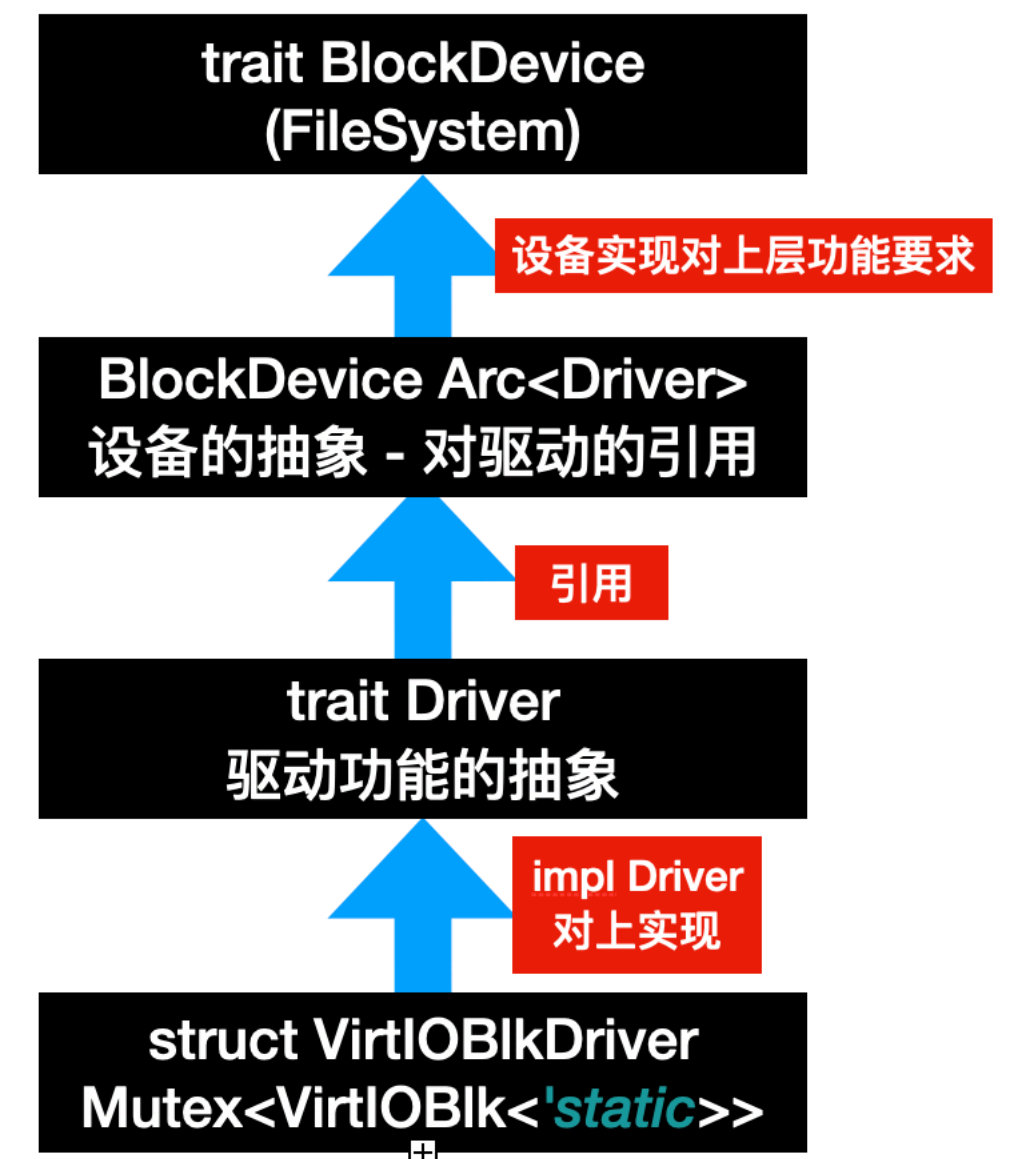 trait BlockDevice
(FileSystem)
设备实现对上层功能要求
BlockDevice Arc<Driver>
设备的抽象 - 对驱动的引用
引用
trait Driver
驱动功能的抽象
impl Driver
对上实现
struct VirtIOBlkDriver
Mutex<VirtIOBlk<'static>>